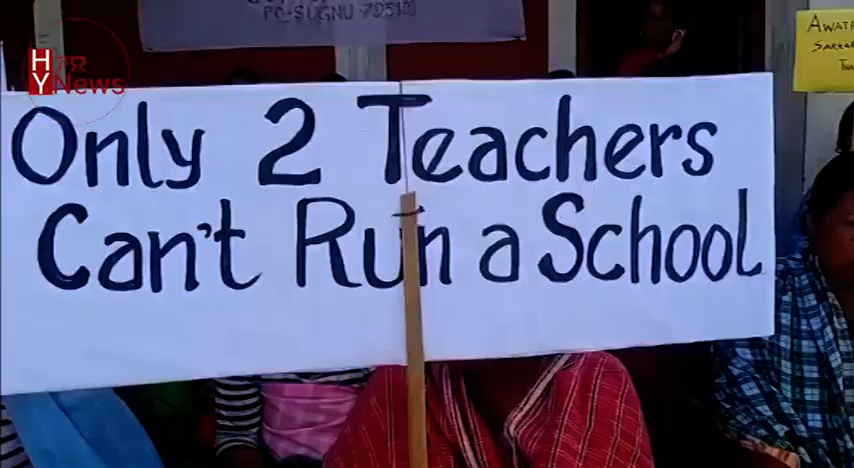 PO-SUGNU-795101
HY News
Only 2 Teachers
Can't Run a School